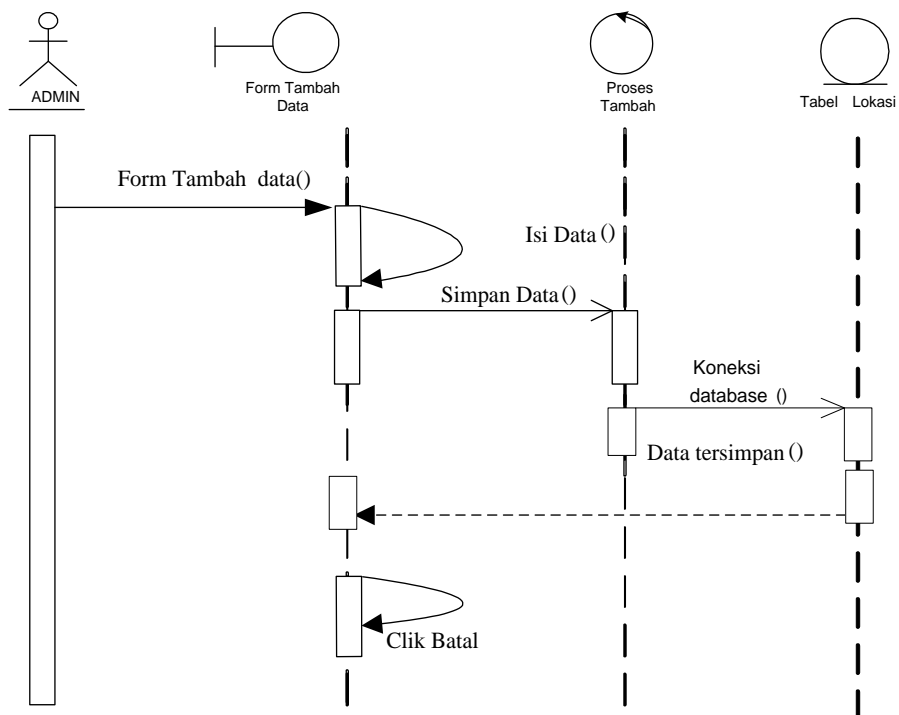 ADMIN
Form Tambah
Data
Proses
Tambah
Tabel Lokasi
Form Tambah data()
Isi Data ()
Simpan Data ()
Koneksi
database ()
Data tersimpan ()
Clik Batal